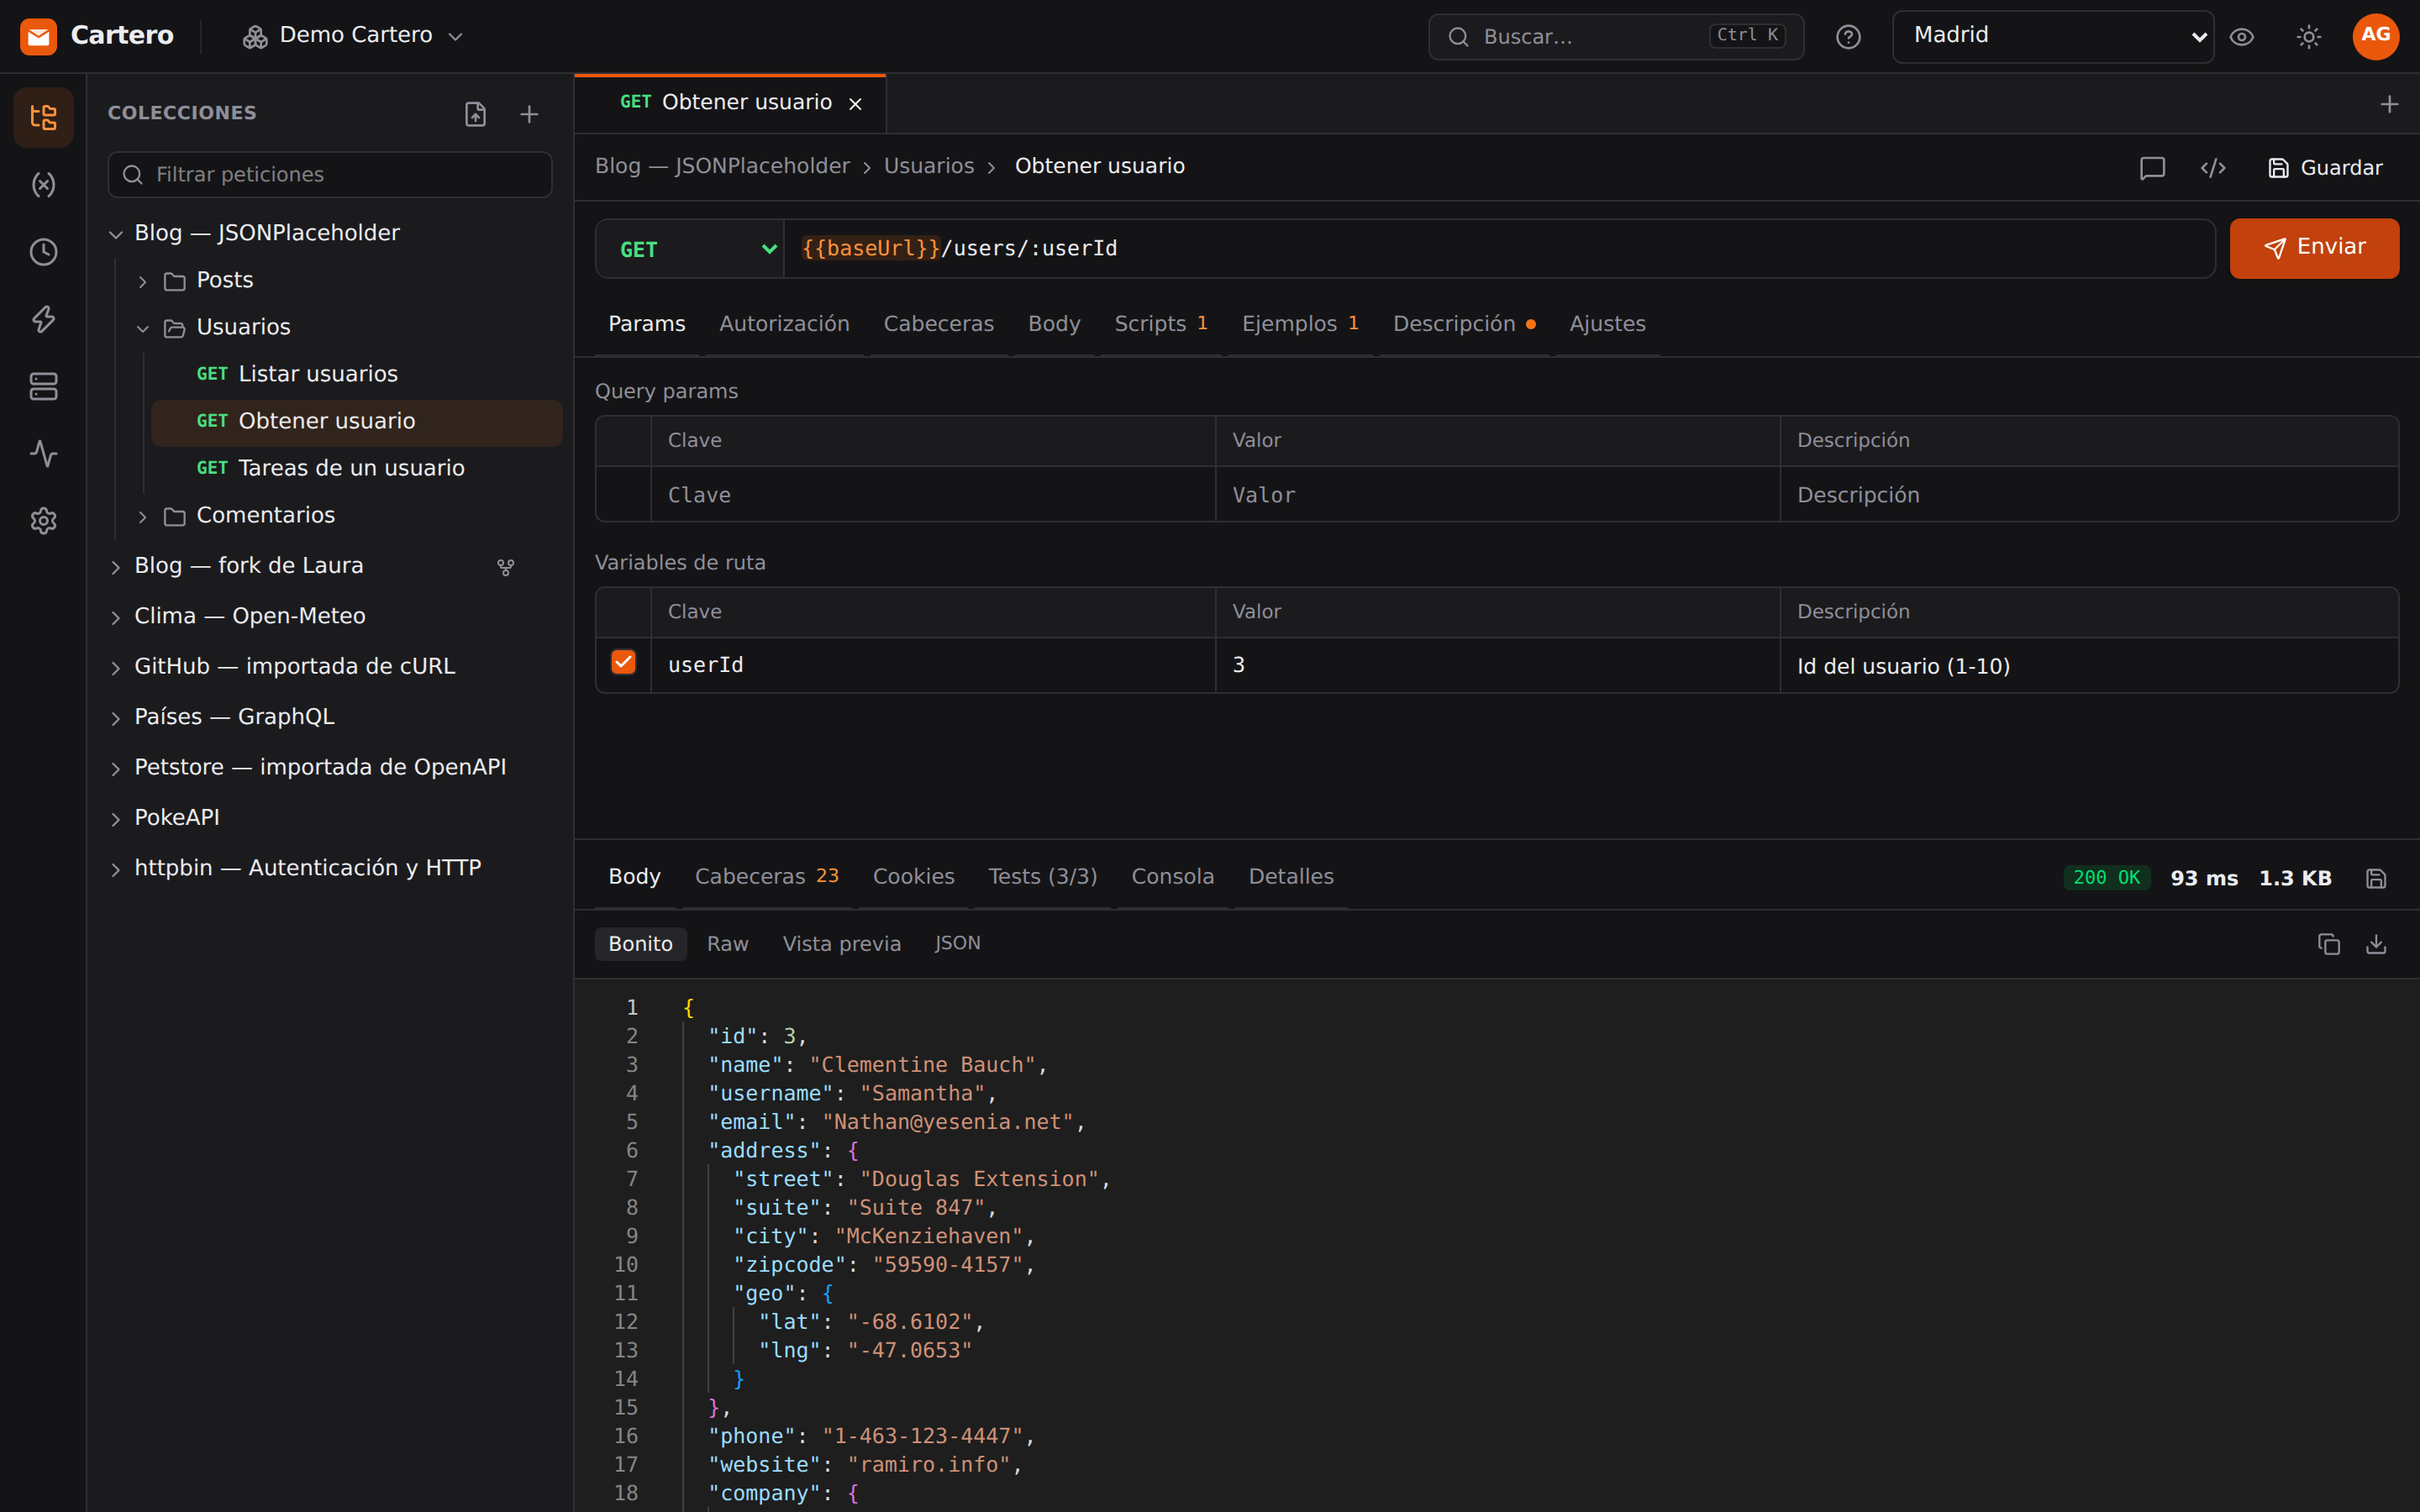 Cartero
Demo Cartero
Buscar...
Ctrl K
Madrid
AG
COLECCIONES
Filtrar peticiones
Blog — JSONPlaceholder
Posts
Usuarios
GET Listar usuarios
GET Obtener usuario
GET Tareas de un usuario
Comentarios
Blog — fork de Laura
Clima — Open-Meteo
GitHub — importada de cURL
Países — GraphQL
Petstore — importada de OpenAPI
PokeAPI
httpbin — Autenticación y HTTP
GET Obtener usuario
Blog — JSONPlaceholder > Usuarios > Obtener usuario
Guardar
GET
{{baseUrl}}/users/:userId
Enviar
Params Autorización Cabeceras Body Scripts 1 Ejemplos 1 Descripción Ajustes
Query params
Clave Valor Descripción
Clave Valor Descripción
Variables de ruta
Clave Valor Descripción
userId 3 Id del usuario (1-10)
Body Cabeceras 23 Cookies Tests (3/3) Consola Detalles
200 OK 93 ms 1.3 KB
Bonito Raw Vista previa JSON
1 {
2 "id": 3,
3 "name": "Clementine Bauch",
4 "username": "Samantha",
5 "email": "Nathan@yesenia.net",
6 "address": {
7 "street": "Douglas Extension",
8 "suite": "Suite 847",
9 "city": "McKenziehaven",
10 "zipcode": "59590-4157",
11 "geo": {
12 "lat": "-68.6102",
13 "lng": "-47.0653"
14 }
15 },
16 "phone": "1-463-123-4447",
17 "website": "ramiro.info",
18 "company": {